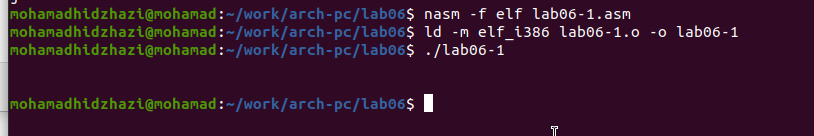 mohamadhidzhazi@mohamad:~/work/arch-pc/lab06$ nasm -f elf lab06-1.asm
mohamadhidzhazi@mohamad:~/work/arch-pc/lab06$ ld -m elf_i386 lab06-1.o -o lab06-1
mohamadhidzhazi@mohamad:~/work/arch-pc/lab06$ ./lab06-1
mohamadhidzhazi@mohamad:~/work/arch-pc/lab06$